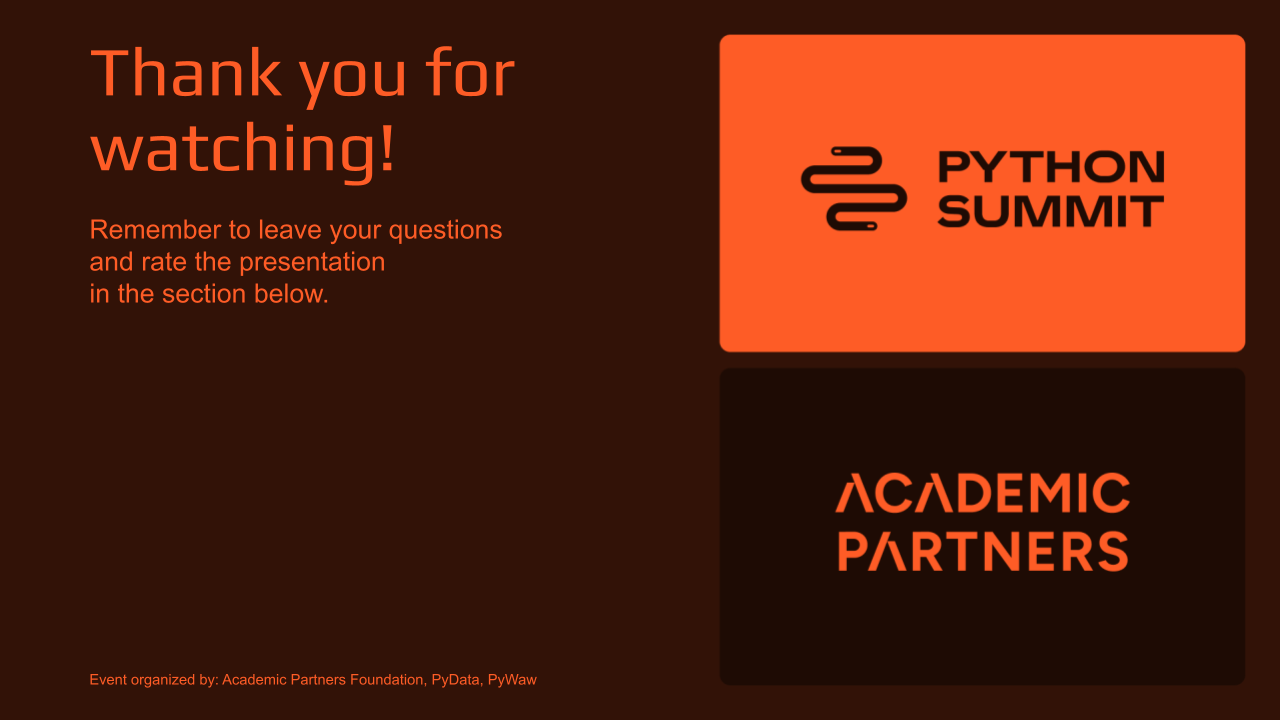 Thank you for
watching!
Remember to leave your questions
and rate the presentation
in the section below.
Event organized by: Academic Partners Foundation, PyData, PyWaw
PYTHON
SUMMIT
ACADEMIC
PARTNERS